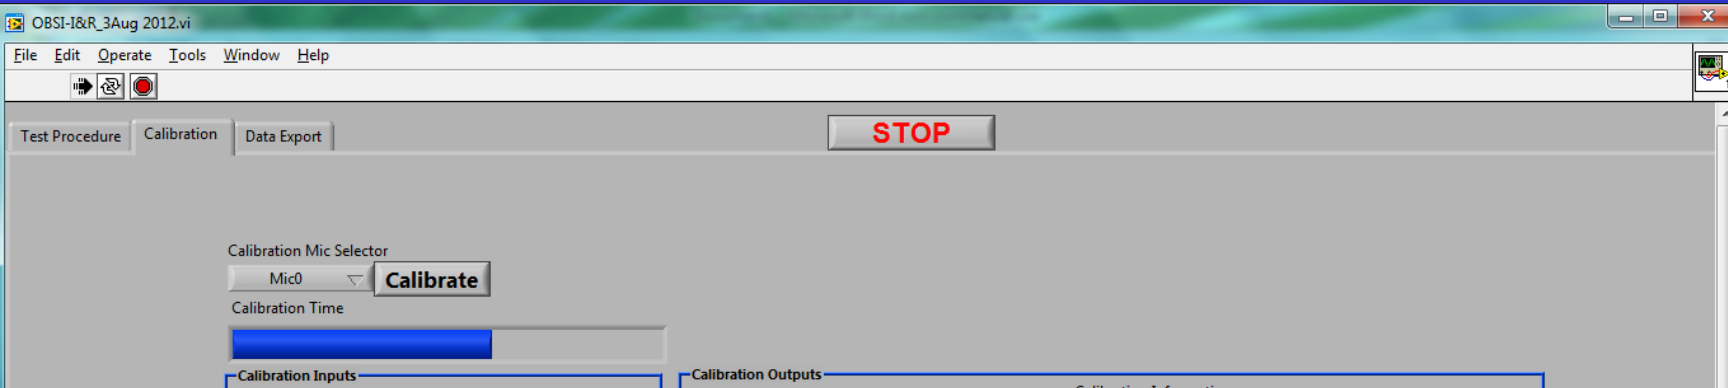 OBSI-I&R_3Aug 2012.vi
File Edit Operate Tools Window Help
Test Procedure Calibration Data Export STOP
Calibration Mic Selector
Mic0 Calibrate
Calibration Time
Calibration Inputs Calibration Outputs